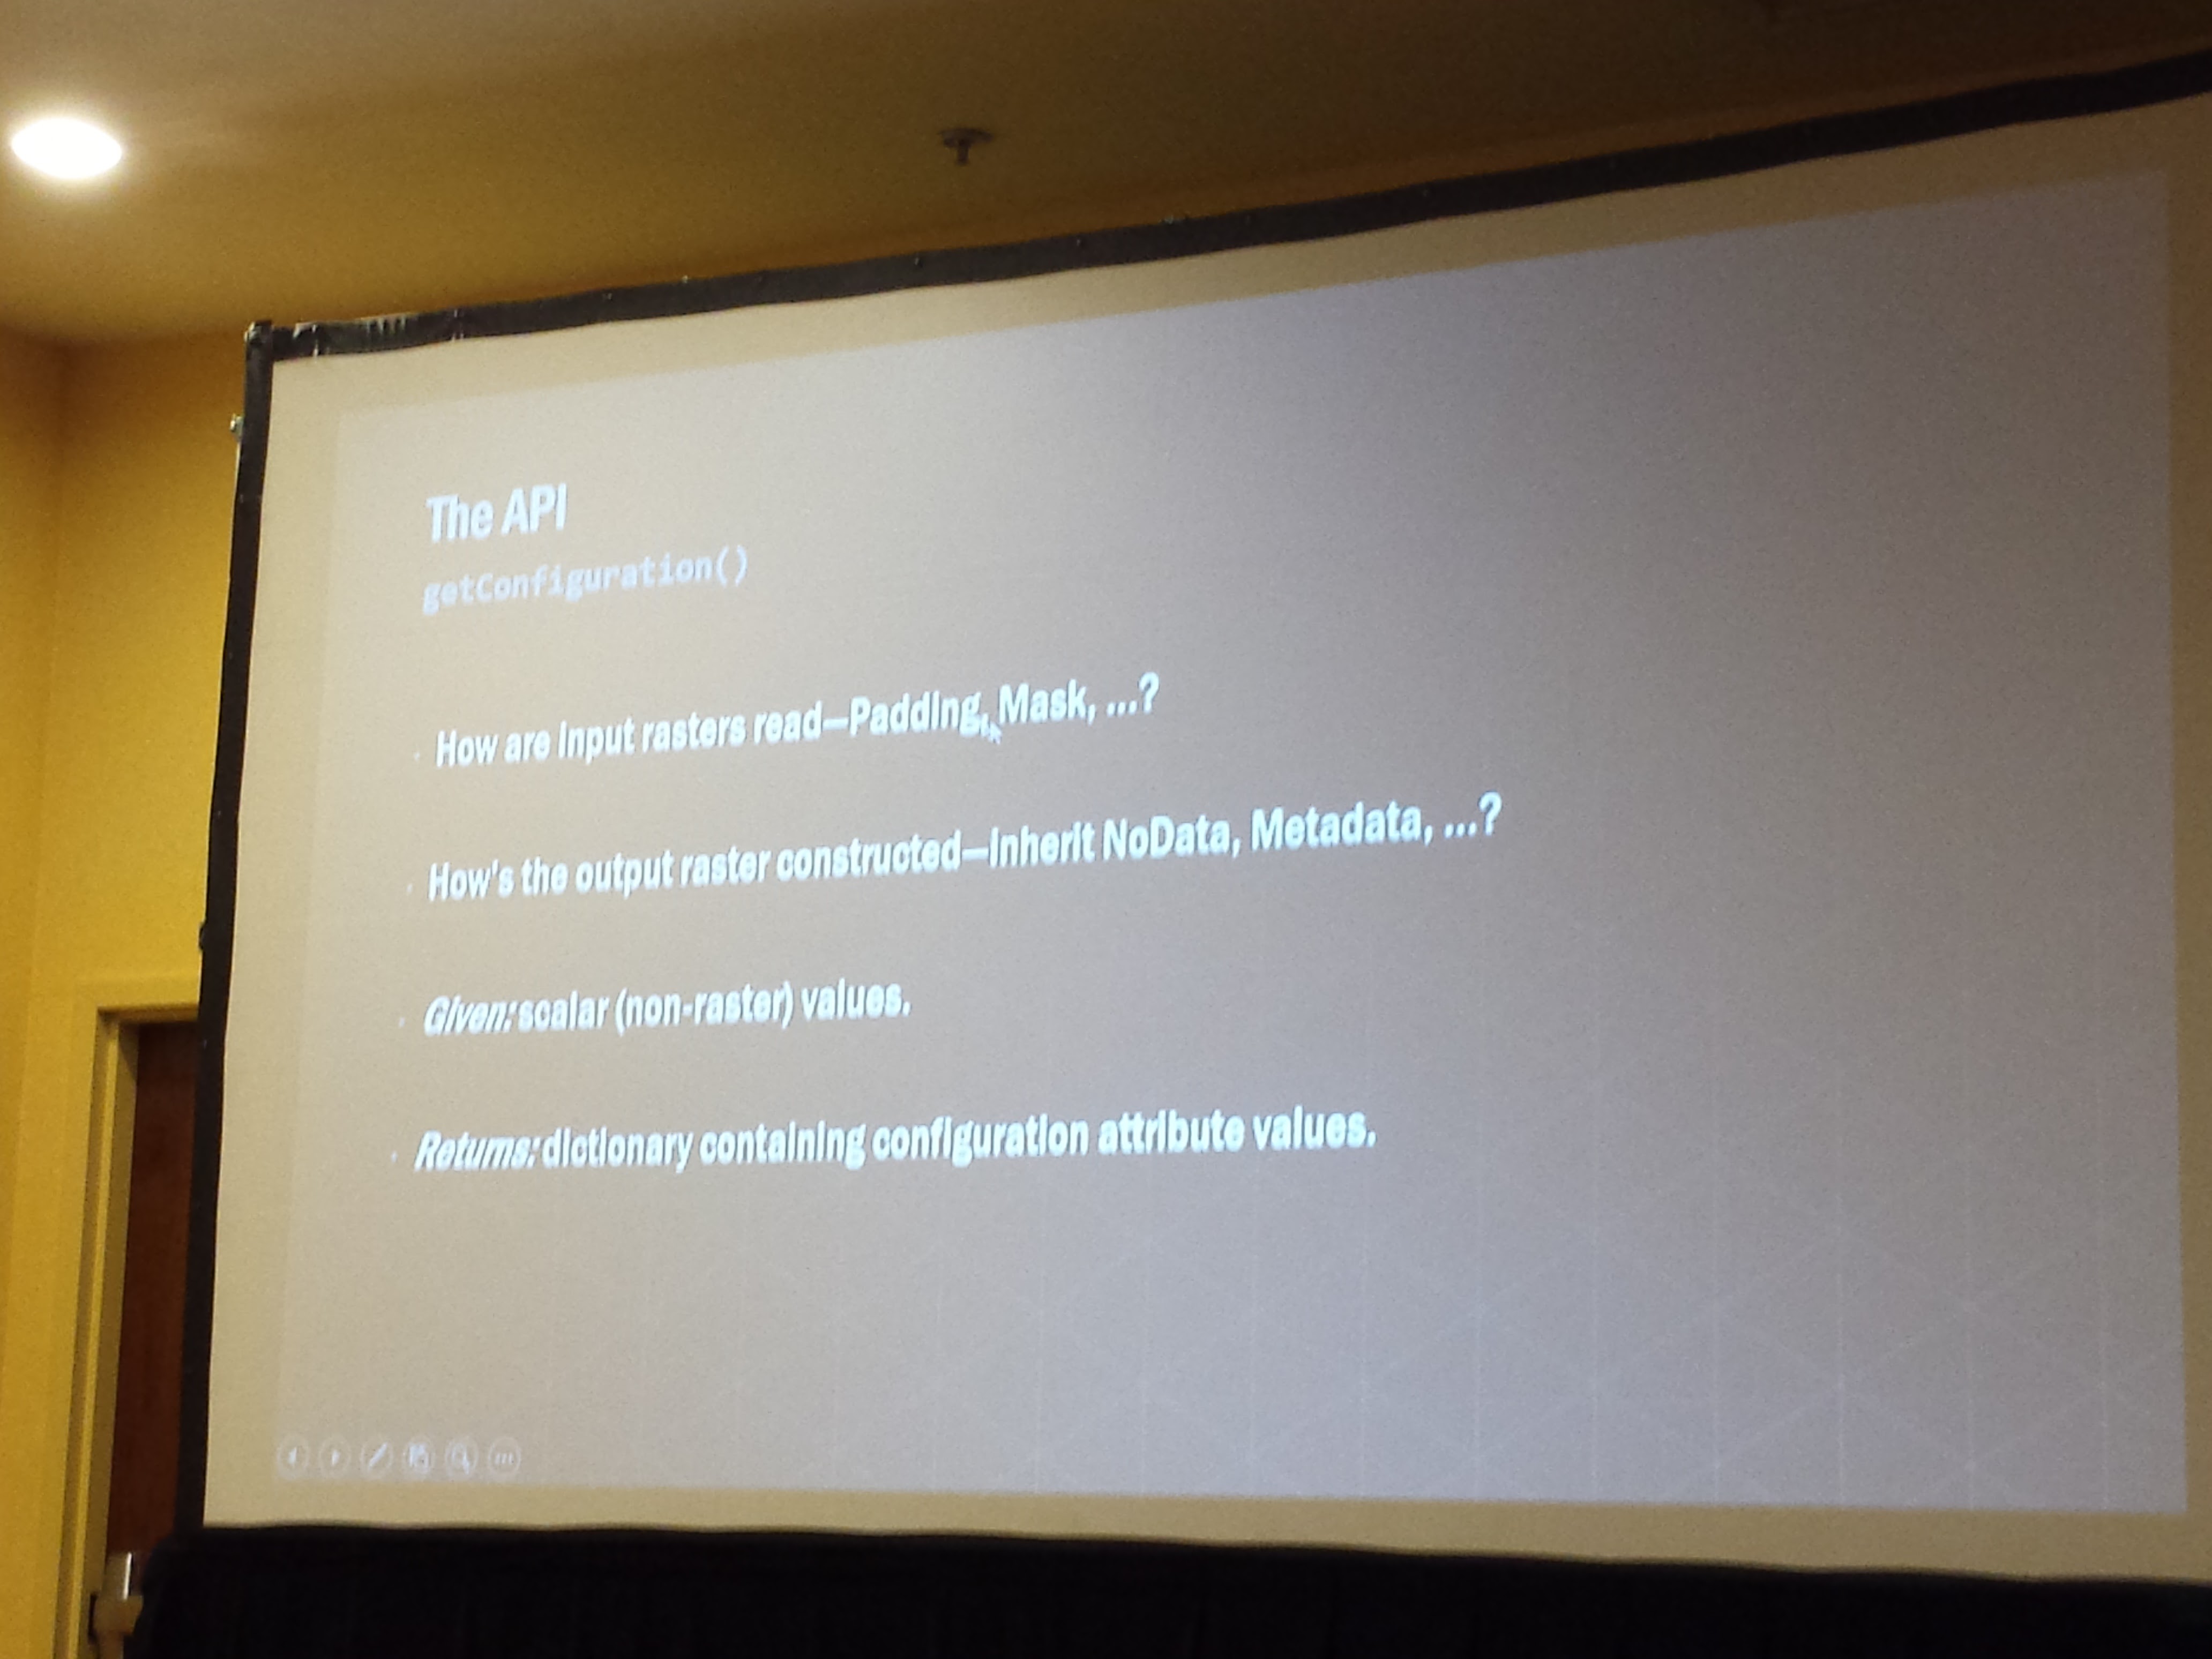 The API
getConfiguration()
How are input rasters read—Padding, Mask, ...?
How's the output raster constructed—Inherit NoData, Metadata, ...?
Given: scalar (non-raster) values.
Returns: dictionary containing configuration attribute values.